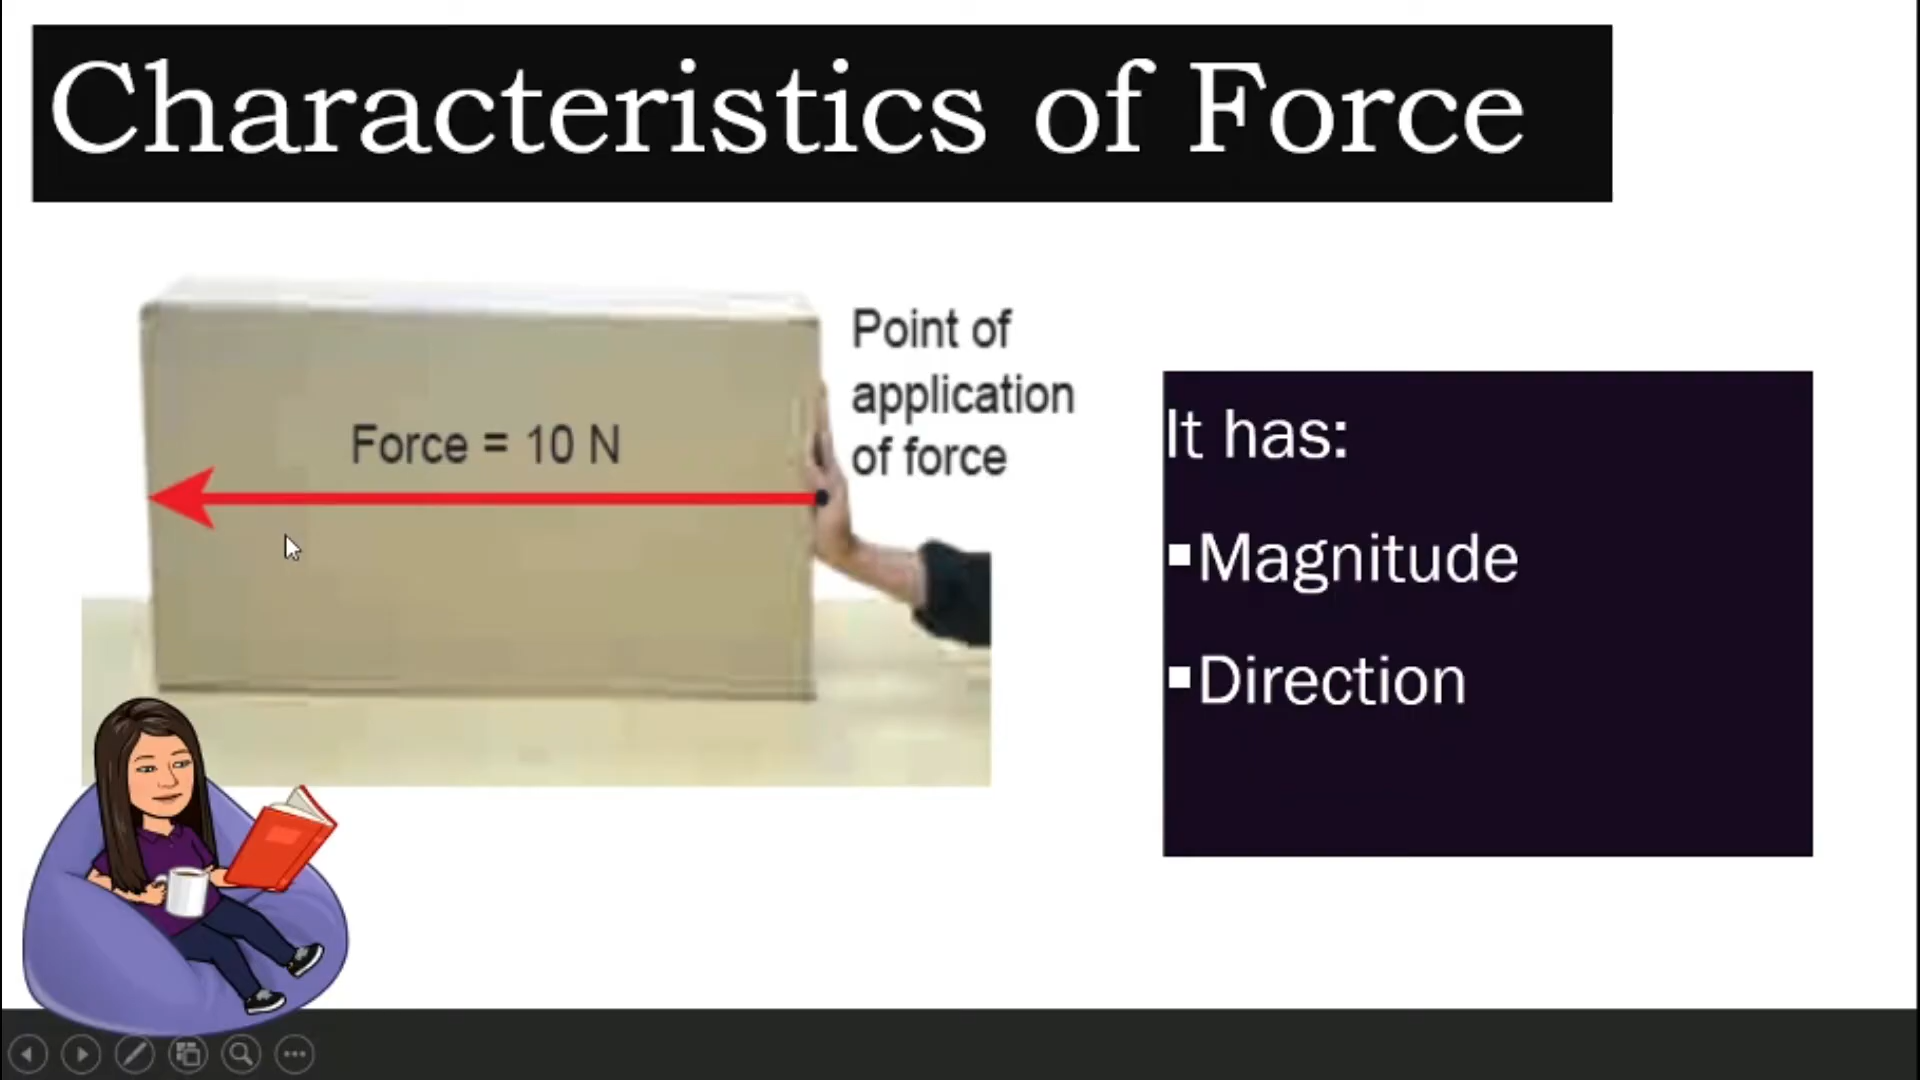 Characteristics of Force
Point of
application
of force
Force = 10 N
It has:
▪Magnitude
▪Direction